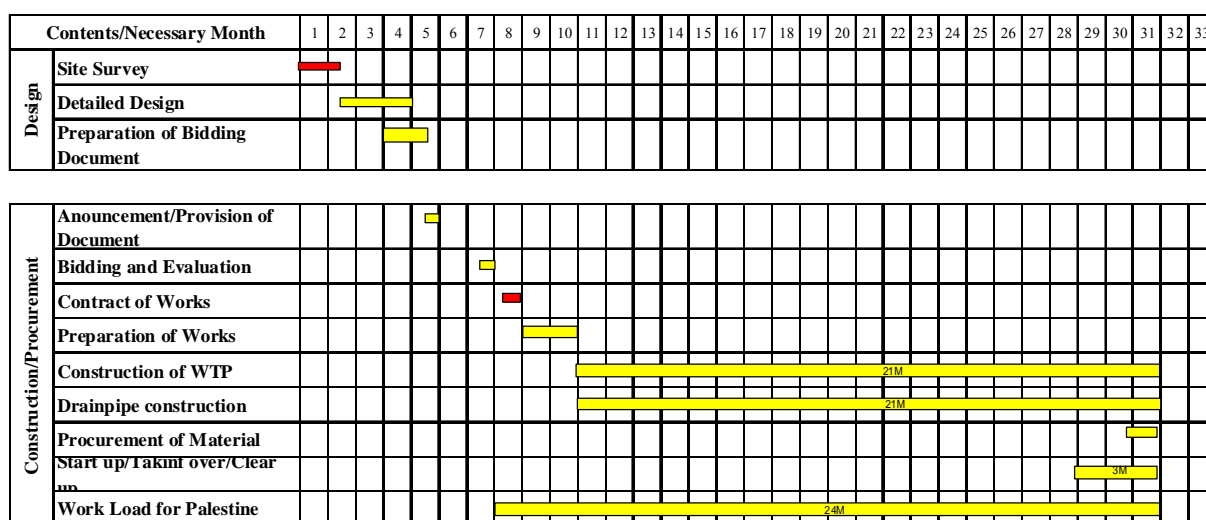 Contents/Necessary Month 1 2 3 4 5 6 7 8 9 10 11 12 13 14 15 16 17 18 19 20 21 22 23 24 25 26 27 28 29 30 31 32 33
Design
Site Survey
Detailed Design
Preparation of Bidding
Document
Construction/Procurement
Anouncement/Provision of
Document
Bidding and Evaluation
Contract of Works
Preparation of Works
Construction of WTP 21M
Drainpipe construction 21M
Procurement of Material
Start up/Takinf over/Clear 3M
up
Work Load for Palestine 24M